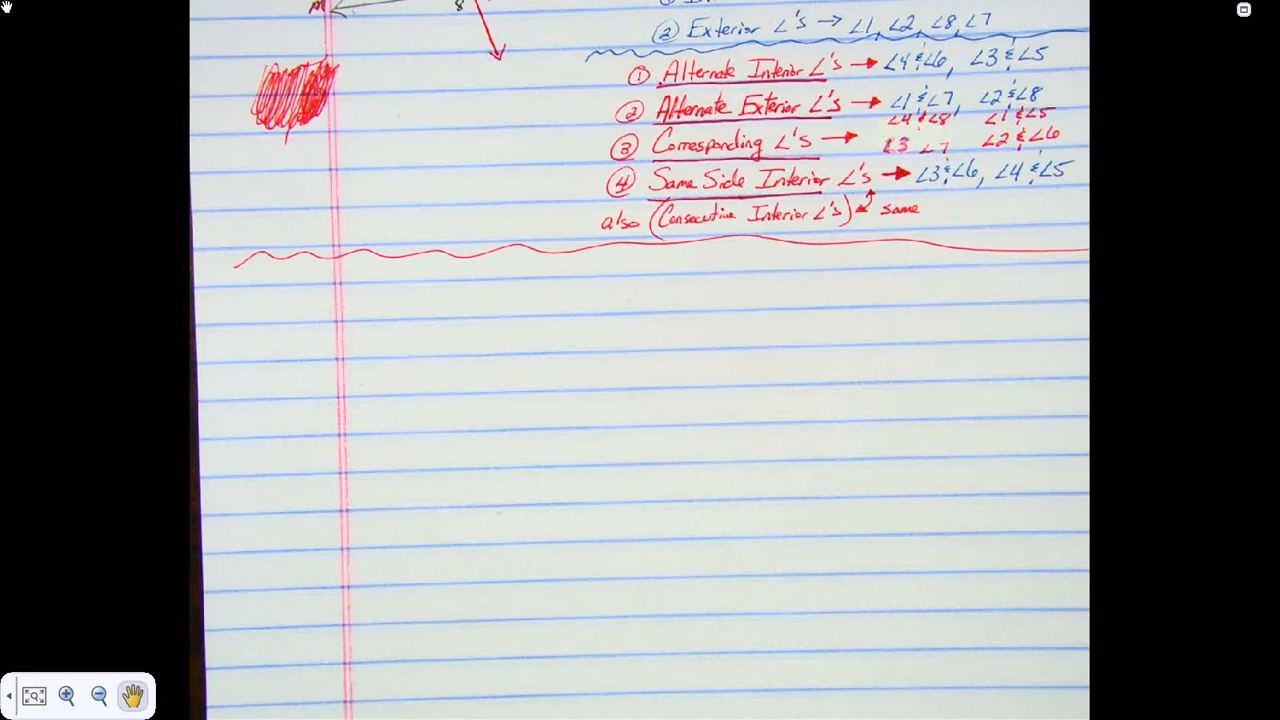 8
② Exterior ∠'s → ∠1, ∠2, ∠8, ∠7
① Alternate Interior ∠'s → ∠4 & ∠6, ∠3 & ∠5
② Alternate Exterior ∠'s → ∠1 & ∠7, ∠2 & ∠8
∠4 & ∠8 ∠1 & ∠5
③ Corresponding ∠'s → ∠3 ∠7 ∠2 & ∠6
④ Same Side Interior ∠'s → ∠3 & ∠6, ∠4 & ∠5
also (Consecutive Interior ∠'s) same